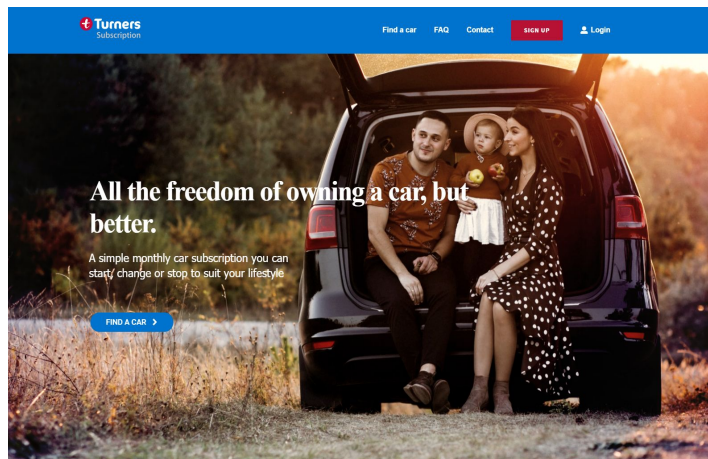 Turners
Subscription
Find a car
FAQ
Contact
SIGN UP
Login
All the freedom of owning a car, but
better.
A simple monthly car subscription you can
start, change or stop to suit your lifestyle
FIND A CAR